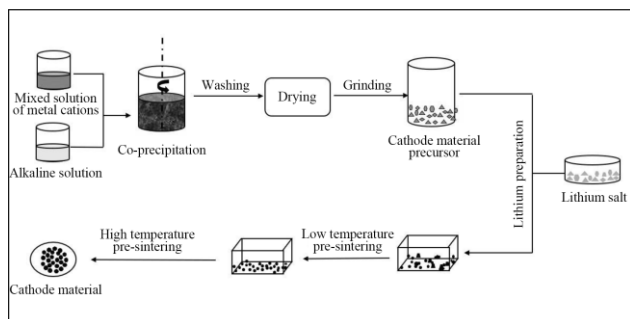 Mixed solution
of metal cations
Alkaline solution
Co-precipitation
Washing
Drying
Grinding
Cathode material
precursor
Lithium preparation
Lithium salt
Low temperature
pre-sintering
High temperature
pre-sintering
Cathode material